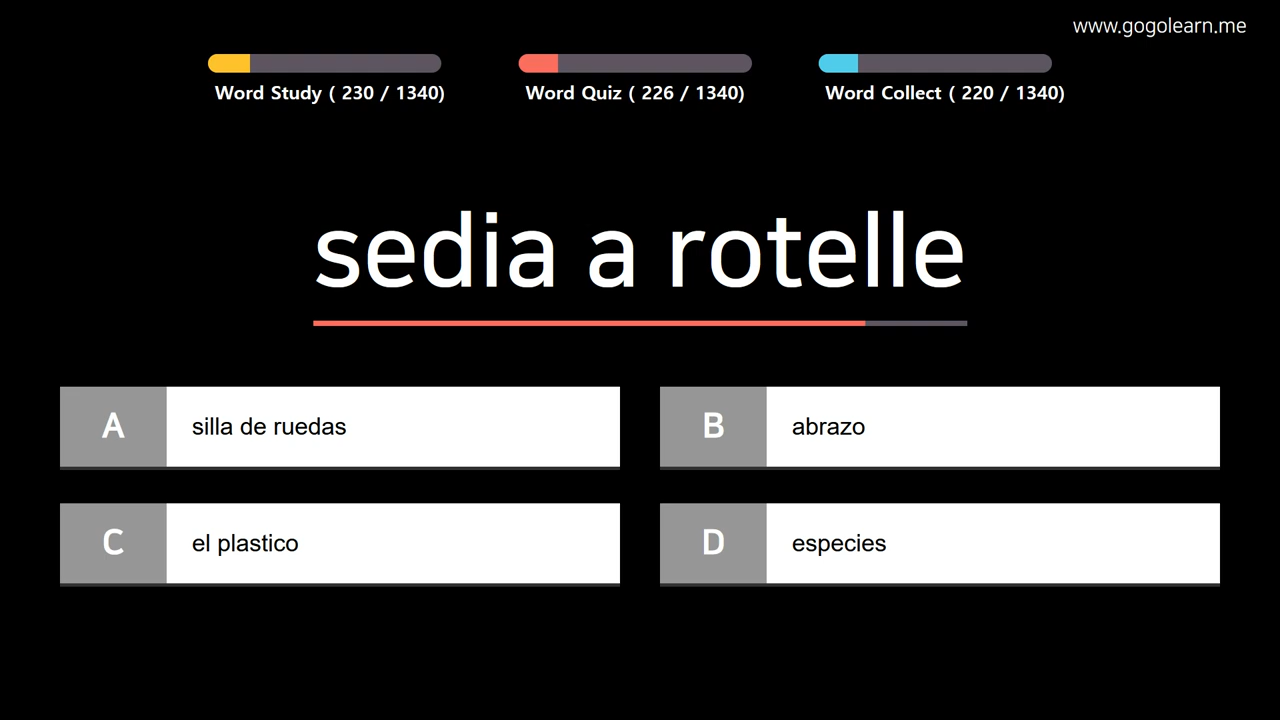 www.gogolearn.me
Word Study ( 230 / 1340)
Word Quiz ( 226 / 1340)
Word Collect ( 220 / 1340)
sedia a rotelle
A silla de ruedas
B abrazo
C el plastico
D especies